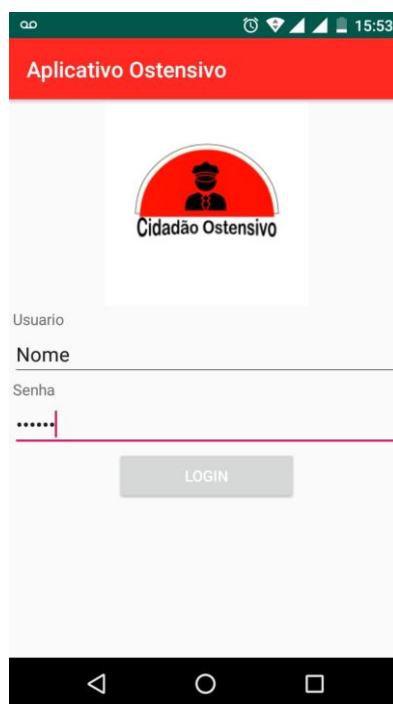 15:53
Aplicativo Ostensivo
Cidadão Ostensivo
Usuario
Nome
Senha
••••••
LOGIN